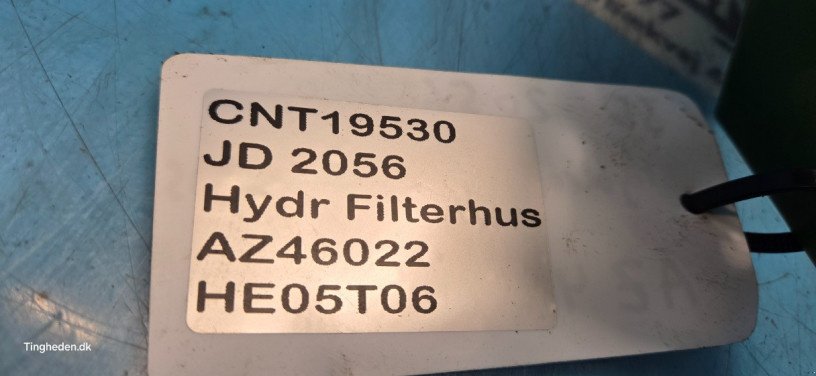 CNT19530
JD 2056
Hydr Filterhus
AZ46022
HE05T06
Tingheden.dk